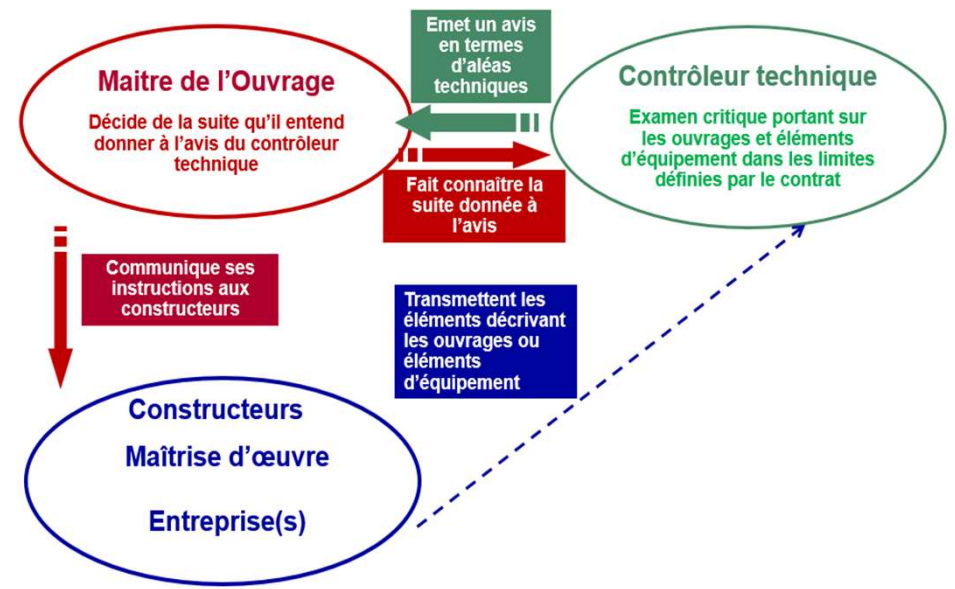 Emet un avis
en termes
d'aléas
techniques
Maitre de l'Ouvrage
Décide de la suite qu'il entend
donner à l'avis du contrôleur
technique
Contrôleur technique
Examen critique portant sur
les ouvrages et éléments
d'équipement dans les limites
définies par le contrat
Fait connaître la
suite donnée à
l'avis
Communique ses
instructions aux
constructeurs
Transmettent les
éléments décrivant
les ouvrages ou
éléments
d'équipement
Constructeurs
Maîtrise d'œuvre
Entreprise(s)